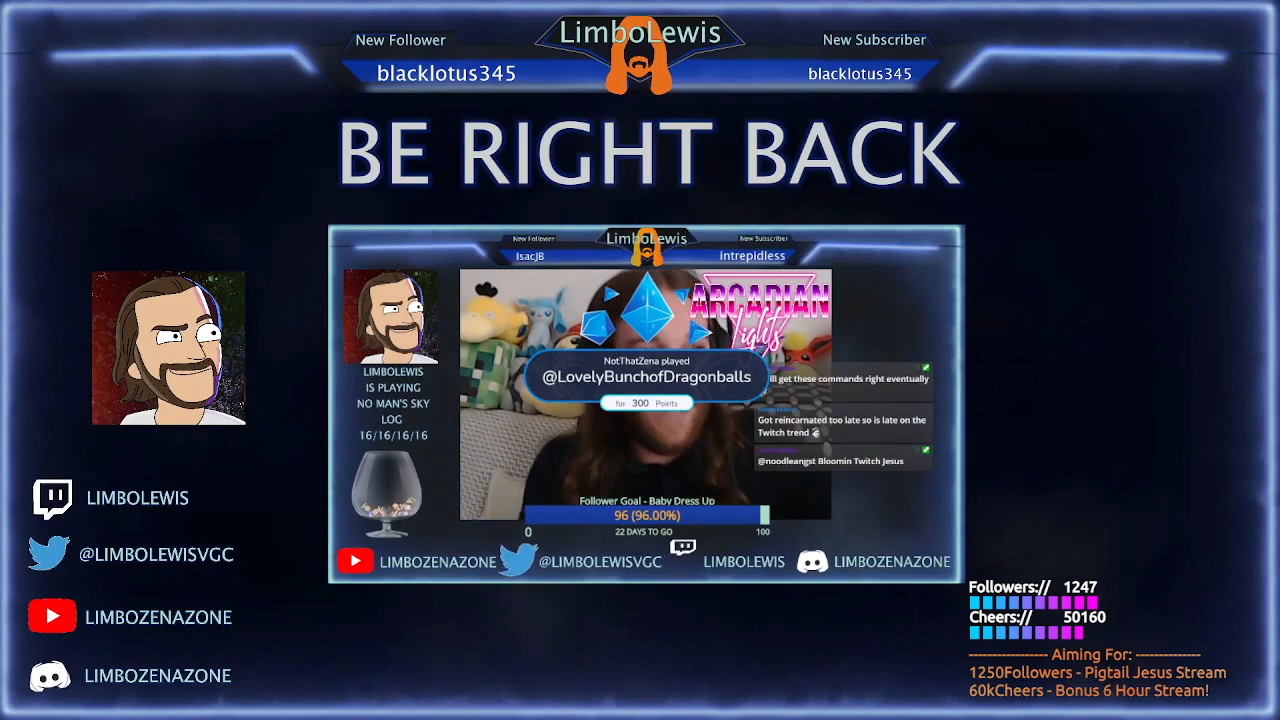 LimboLewis
New Follower
New Subscriber
blacklotus345
blacklotus345
BE RIGHT BACK
New Follower
LimboLewis
New Subscriber
IsacJB
intrepidless
ARCADIAN
lights
NotThatZena played
@LovelyBunchofDragonballs
for 300 Points
LIMBOLEWIS
IS PLAYING
NO MAN'S SKY
LOG
16/16/16/16
ill get these commands right eventually
Got reincarnated too late so is late on the
Twitch trend
@noodleangst Bloomin Twitch Jesus
Follower Goal - Baby Dress Up
96 (96.00%)
0
22 DAYS TO GO
100
LIMBOZENAZONE
@LIMBOLEWISVGC
LIMBOLEWIS
LIMBOZENAZONE
LIMBOLEWIS
@LIMBOLEWISVGC
LIMBOZENAZONE
LIMBOZENAZONE
Followers:// 1247
Cheers:// 50160
---------------- Aiming For: -------------
1250Followers - Pigtail Jesus Stream
60kCheers - Bonus 6 Hour Stream!